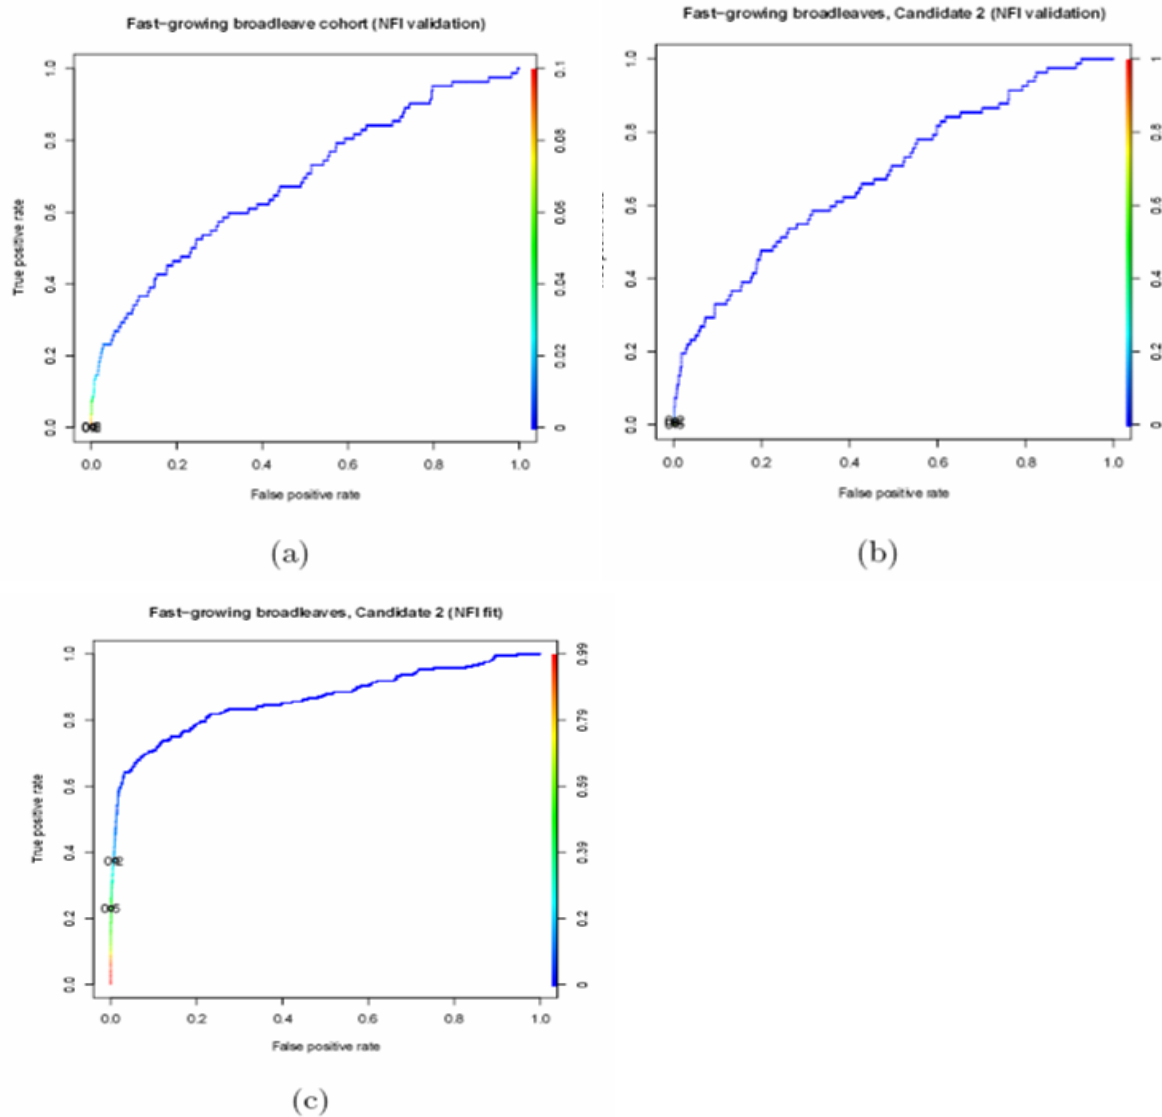 Fast-growing broadleave cohort (NFI validation)
True positive rate
0.0 0.2 0.4 0.6 0.8 1.0
0 0.02 0.04 0.06 0.08 0.1
0.0 0.2 0.4 0.6 0.8 1.0
False positive rate
(a)
Fast-growing broadleaves, Candidate 2 (NFI validation)
0.0 0.2 0.4 0.6 0.8 1.0
0 0.2 0.4 0.6 0.8 1
0.0 0.2 0.4 0.6 0.8 1.0
False positive rate
(b)
Fast-growing broadleaves, Candidate 2 (NFI fit)
True positive rate
0.0 0.2 0.4 0.6 0.8 1.0
0 0.2 0.39 0.59 0.79 0.99
0.0 0.2 0.4 0.6 0.8 1.0
False positive rate
(c)